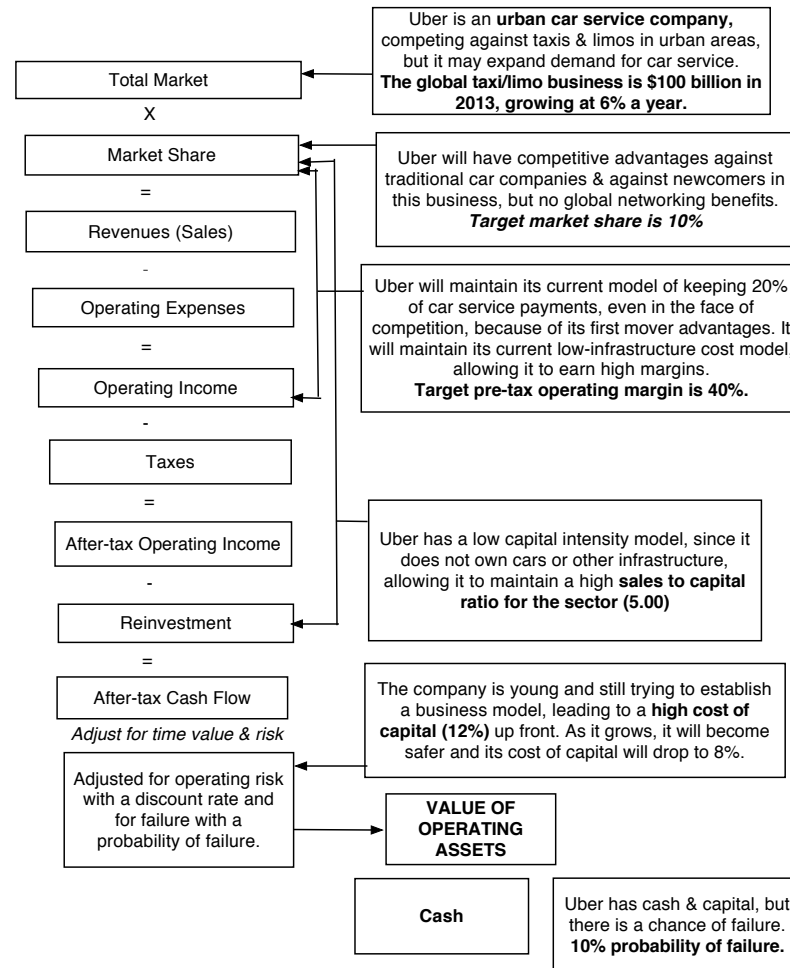 Uber is an urban car service company,
competing against taxis & limos in urban areas,
but it may expand demand for car service.
The global taxi/limo business is $100 billion in
2013, growing at 6% a year.
Total Market
X
Market Share
Uber will have competitive advantages against
traditional car companies & against newcomers in
this business, but no global networking benefits.
Target market share is 10%
=
Revenues (Sales)
-
Operating Expenses
=
Operating Income
-
Uber will maintain its current model of keeping 20%
of car service payments, even in the face of
competition, because of its first mover advantages. It
will maintain its current low-infrastructure cost model,
allowing it to earn high margins.
Target pre-tax operating margin is 40%.
Taxes
=
After-tax Operating Income
-
Reinvestment
Uber has a low capital intensity model, since it
does not own cars or other infrastructure,
allowing it to maintain a high sales to capital
ratio for the sector (5.00)
=
After-tax Cash Flow
Adjust for time value & risk
The company is young and still trying to establish
a business model, leading to a high cost of
capital (12%) up front. As it grows, it will become
safer and its cost of capital will drop to 8%.
Adjusted for operating risk
with a discount rate and
for failure with a
probability of failure.
VALUE OF
OPERATING
ASSETS
Cash
Uber has cash & capital, but
there is a chance of failure.
10% probability of failure.